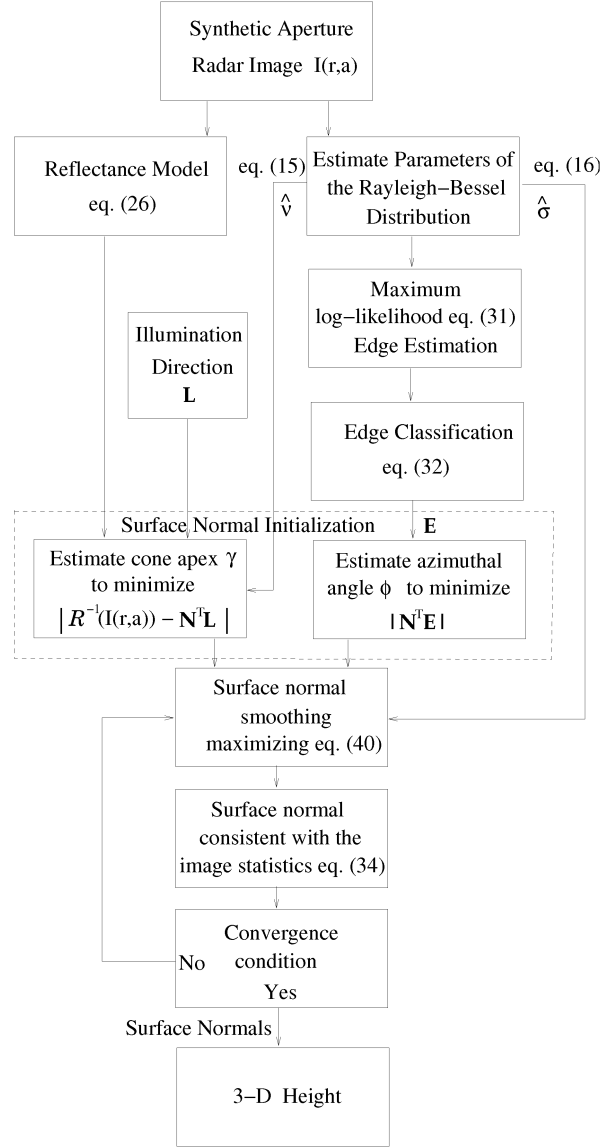 Synthetic Aperture
Radar Image I(r,a)
Reflectance Model
eq. (26)
eq. (15)
ν̂
Estimate Parameters of
the Rayleigh−Bessel
Distribution
eq. (16)
σ̂
Maximum
log−likelihood eq. (31)
Edge Estimation
Illumination
Direction
L
Edge Classification
eq. (32)
Surface Normal Initialization
E
Estimate cone apex γ
to minimize
|R⁻¹(I(r,a)) − NᵀL|
Estimate azimuthal
angle ϕ to minimize
|NᵀE|
Surface normal
smoothing
maximizing eq. (40)
Surface normal
consistent with the
image statistics eq. (34)
Convergence
condition
No
Yes
Surface Normals
3−D Height